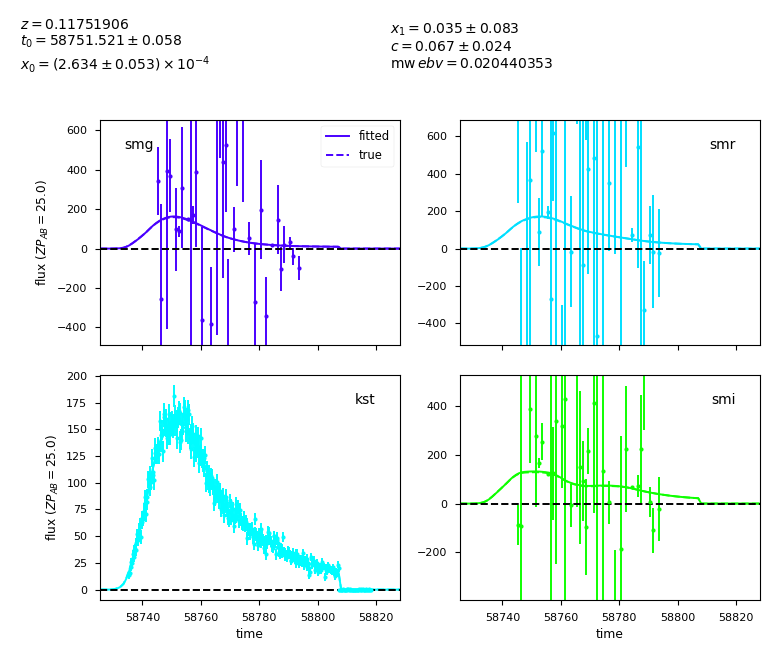 z = 0.11751906
t₀ = 58751.521 ± 0.058
x₀ = (2.634 ± 0.053) × 10⁻⁴
x₁ = 0.035 ± 0.083
c = 0.067 ± 0.024
mw ebv = 0.020440353
smg
fitted
true
600
400
200
0
−200
−400
flux (ZP_AB = 25.0)
smr
600
400
200
0
−200
−400
kst
200
175
150
125
100
75
50
25
0
flux (ZP_AB = 25.0)
58740 58760 58780 58800 58820
time
smi
400
200
0
−200
58740 58760 58780 58800 58820
time